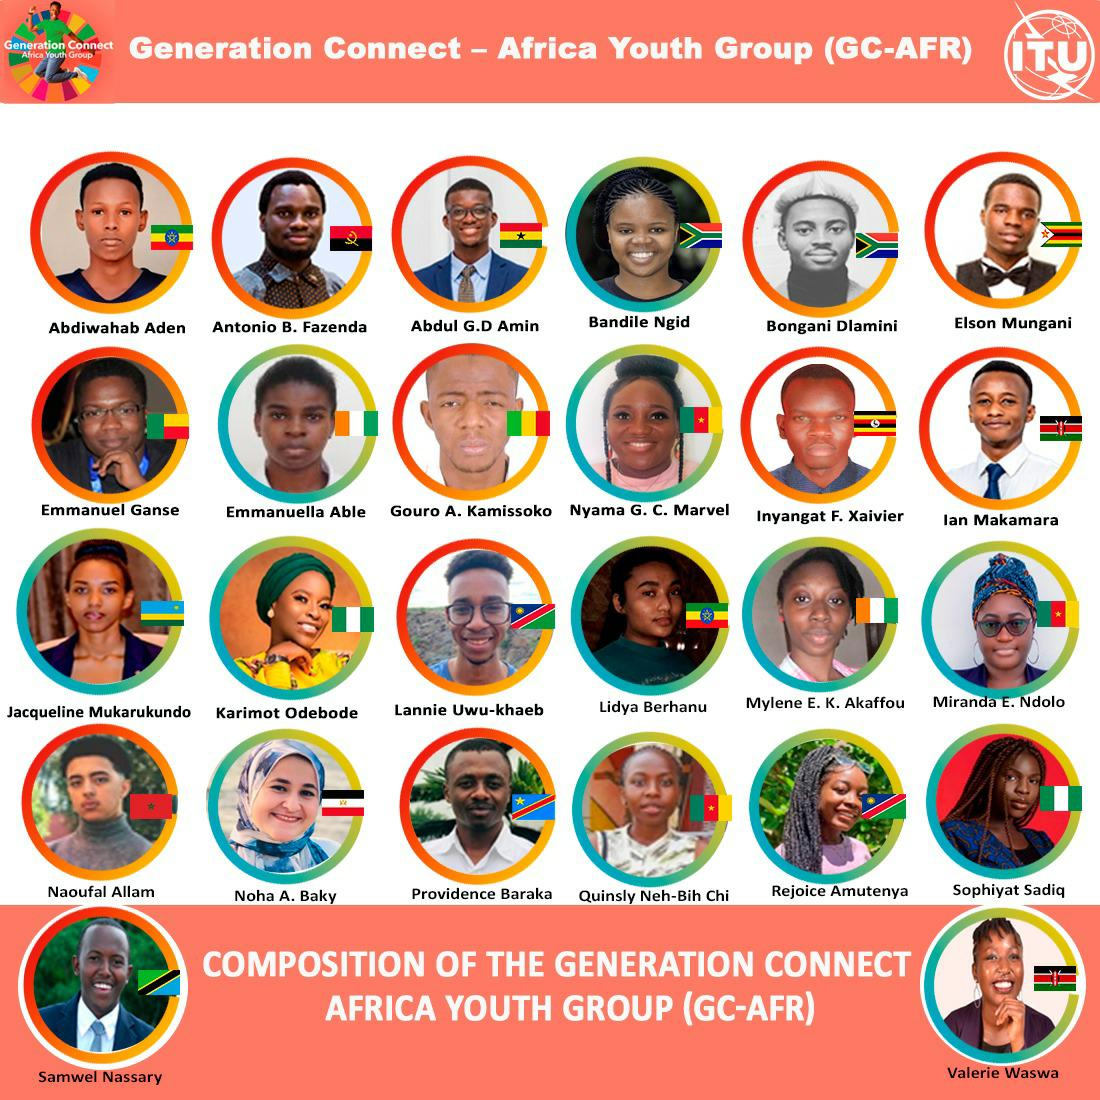 Generation Connect
Africa Youth Group
Generation Connect – Africa Youth Group (GC-AFR)
ITU
Abdiwahab Aden
Antonio B. Fazenda
Abdul G.D Amin
Bandile Ngid
Bongani Dlamini
Elson Mungani
Emmanuel Ganse
Emmanuella Able
Gouro A. Kamissoko
Nyama G. C. Marvel
Inyangat F. Xaivier
Ian Makamara
Jacqueline Mukarukundo
Karimot Odebode
Lannie Uwu-khaeb
Lidya Berhanu
Mylene E. K. Akaffou
Miranda E. Ndolo
Naoufal Allam
Noha A. Baky
Providence Baraka
Quinsly Neh-Bih Chi
Rejoice Amutenya
Sophiyat Sadiq
COMPOSITION OF THE GENERATION CONNECT
AFRICA YOUTH GROUP (GC-AFR)
Samwel Nassary
Valerie Waswa